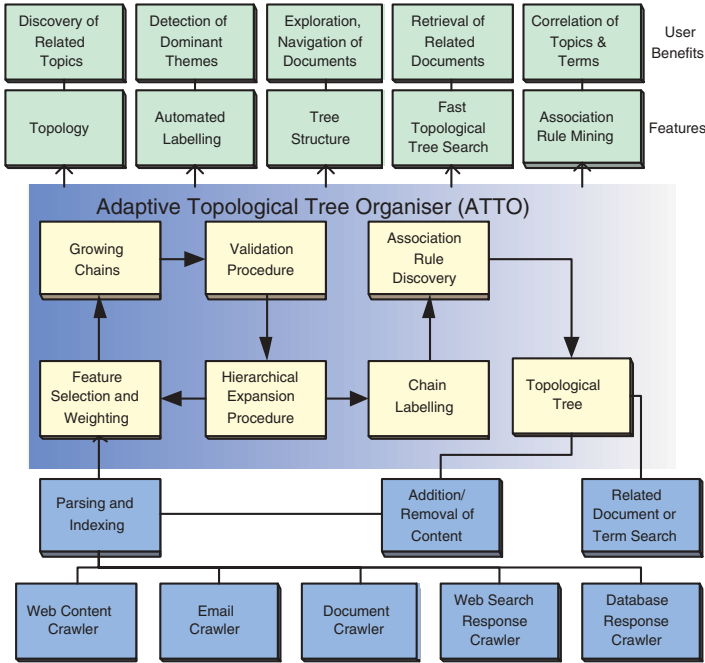 Discovery of
Related
Topics
Detection of
Dominant
Themes
Exploration,
Navigation of
Documents
Retrieval of
Related
Documents
Correlation of
Topics &
Terms
User
Benefits
Topology
Automated
Labelling
Tree
Structure
Fast
Topological
Tree Search
Association
Rule Mining
Features
Adaptive Topological Tree Organiser (ATTO)
Growing
Chains
Validation
Procedure
Association
Rule
Discovery
Feature
Selection and
Weighting
Hierarchical
Expansion
Procedure
Chain
Labelling
Topological
Tree
Parsing and
Indexing
Addition/
Removal of
Content
Related
Document or
Term Search
Web Content
Crawler
Email
Crawler
Document
Crawler
Web Search
Response
Crawler
Database
Response
Crawler